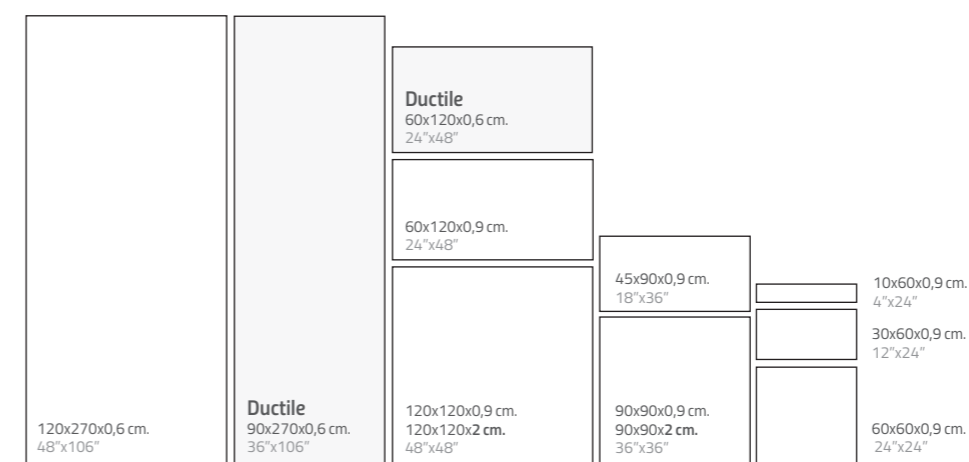 120x270x0,6 cm.
48”x106”
Ductile
90x270x0,6 cm.
36”x106”
Ductile
60x120x0,6 cm.
24”x48”
60x120x0,9 cm.
24”x48”
120x120x0,9 cm.
120x120x2 cm.
48”x48”
45x90x0,9 cm.
18”x36”
90x90x0,9 cm.
90x90x2 cm.
36”x36”
10x60x0,9 cm.
4”x24”
30x60x0,9 cm.
12”x24”
60x60x0,9 cm.
24”x24”